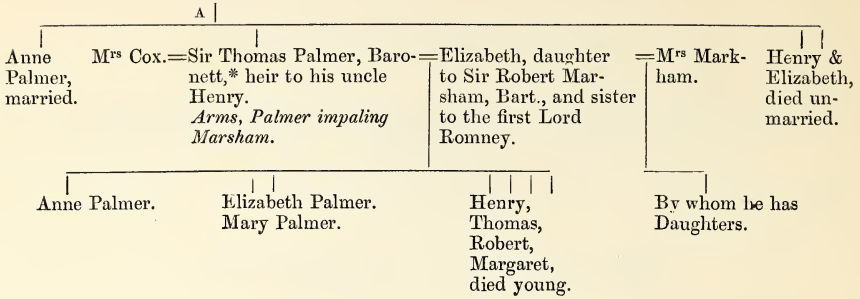 A
Anne
Palmer,
married.
Mrs Cox.=Sir Thomas Palmer, Baro-
nett,* heir to his uncle
Henry.
Arms, Palmer impaling
Marsham.
=Elizabeth, daughter
to Sir Robert Mar-
sham, Bart., and sister
to the first Lord
Romney.
=Mrs Mark-
ham.
Henry &
Elizabeth,
died un-
married.
Anne Palmer.
Elizabeth Palmer.
Mary Palmer.
Henry,
Thomas,
Robert,
Margaret,
died young.
By whom he has
Daughters.